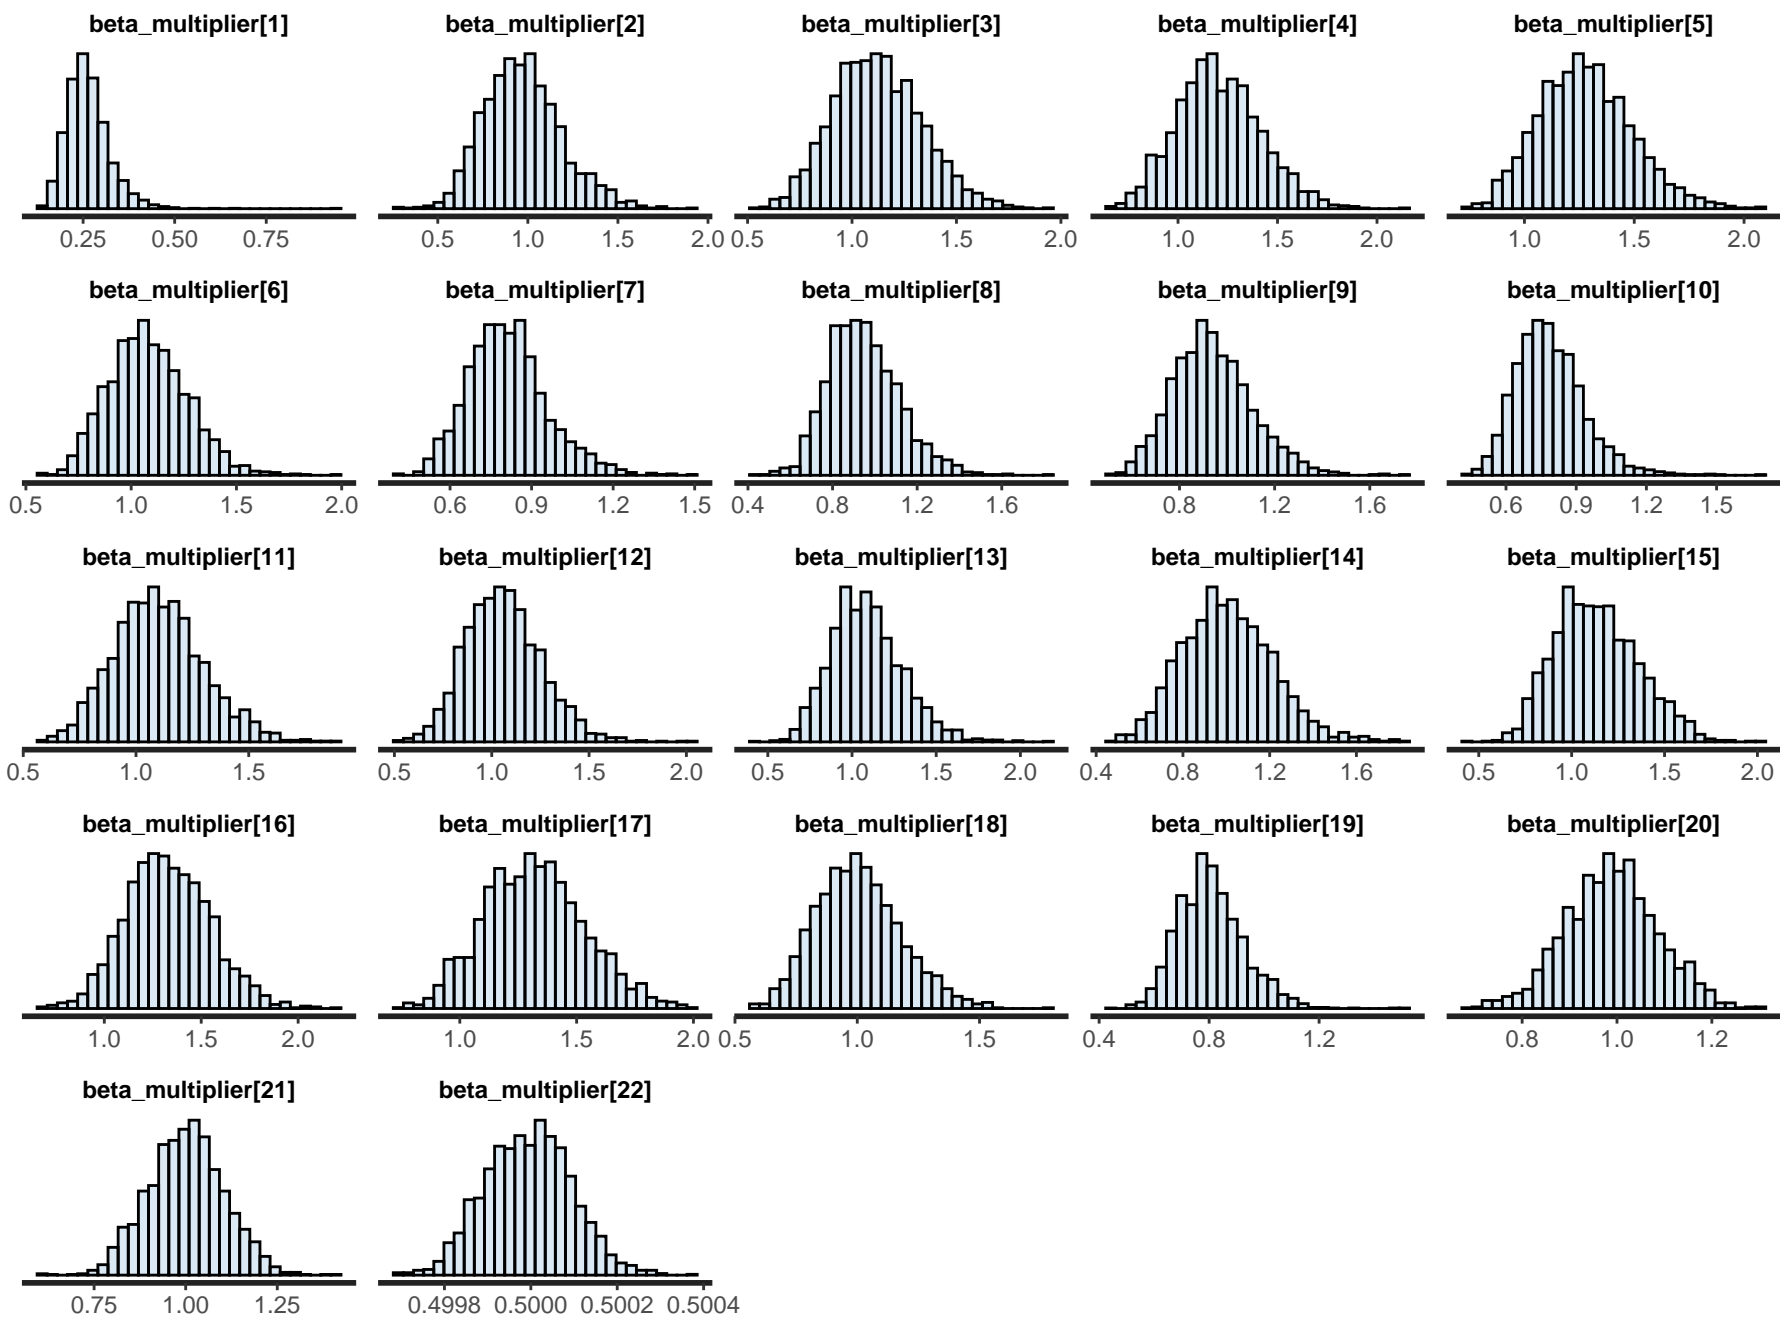 beta_multiplier[1] beta_multiplier[2] beta_multiplier[3] beta_multiplier[4] beta_multiplier[5]
0.25 0.50 0.75 0.5 1.0 1.5 2.0 0.5 1.0 1.5 2.0 1.0 1.5 2.0 1.0 1.5 2.0
beta_multiplier[6] beta_multiplier[7] beta_multiplier[8] beta_multiplier[9] beta_multiplier[10]
0.5 1.0 1.5 2.0 0.6 0.9 1.2 1.5 0.4 0.8 1.2 1.6 0.8 1.2 1.6 0.6 0.9 1.2 1.5
beta_multiplier[11] beta_multiplier[12] beta_multiplier[13] beta_multiplier[14] beta_multiplier[15]
0.5 1.0 1.5 0.5 1.0 1.5 2.0 0.5 1.0 1.5 2.0 0.4 0.8 1.2 1.6 0.5 1.0 1.5 2.0
beta_multiplier[16] beta_multiplier[17] beta_multiplier[18] beta_multiplier[19] beta_multiplier[20]
1.0 1.5 2.0 1.0 1.5 2.0 0.5 1.0 1.5 0.4 0.8 1.2 0.8 1.0 1.2
beta_multiplier[21] beta_multiplier[22]
0.75 1.00 1.25 0.4998 0.5000 0.5002 0.5004